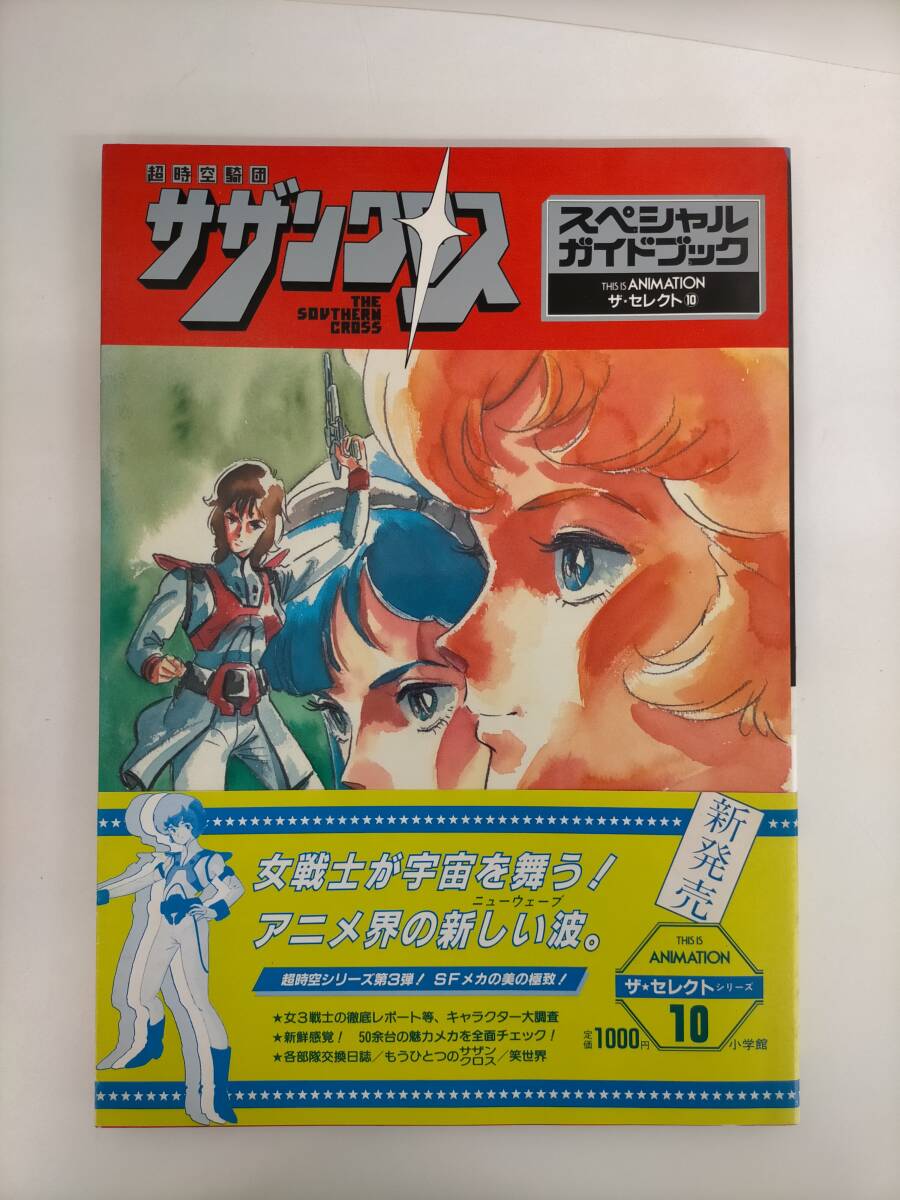 超時空騎団
サザンクロス
THE
SOUTHERN
CROSS
スペシャル
ガイドブック
THIS IS ANIMATION
ザ・セレクト⑩
新発売
女戦士が宇宙を舞う!
ニューウェーブ
アニメ界の新しい波。
超時空シリーズ第3弾! SFメカの美の極致!
★女3戦士の徹底レポート等、キャラクター大調査
★新鮮感覚! 50余台の魅力メカを全面チェック!
★各部隊交換日誌/もうひとつのサザンクロス/笑世界
定価1000円
THIS IS
ANIMATION
ザ★セレクトシリーズ
10
小学館